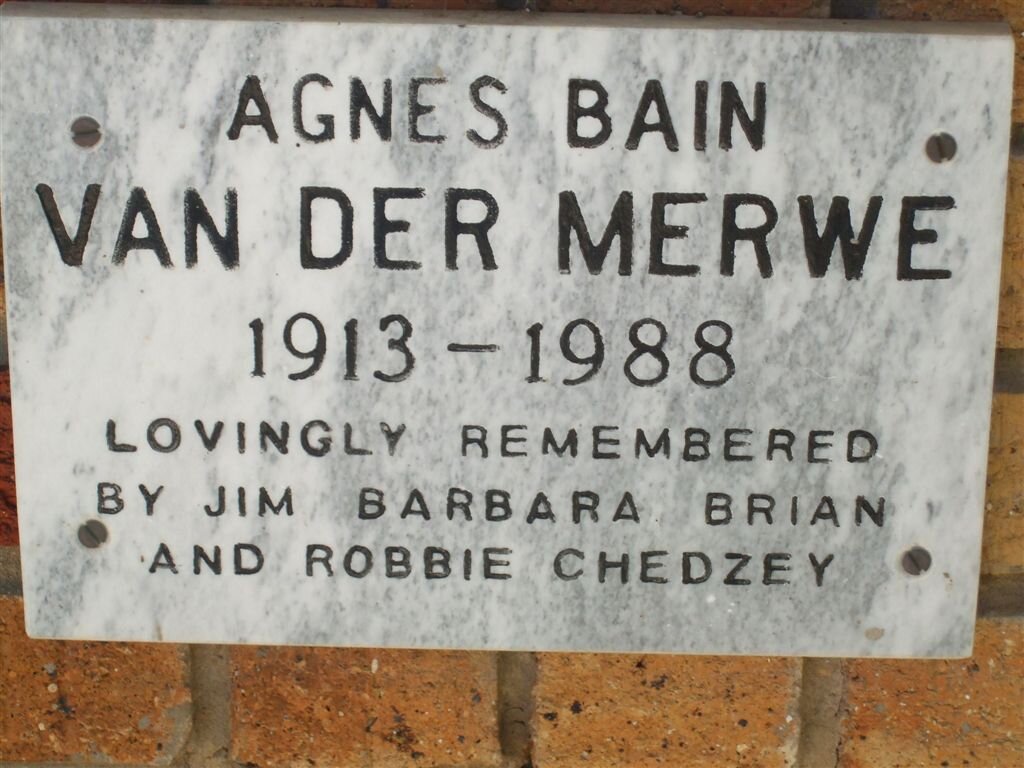 AGNES BAIN
VAN DER MERWE
1913 - 1988
LOVINGLY REMEMBERED
BY JIM BARBARA BRIAN
AND ROBBIE CHEDZEY